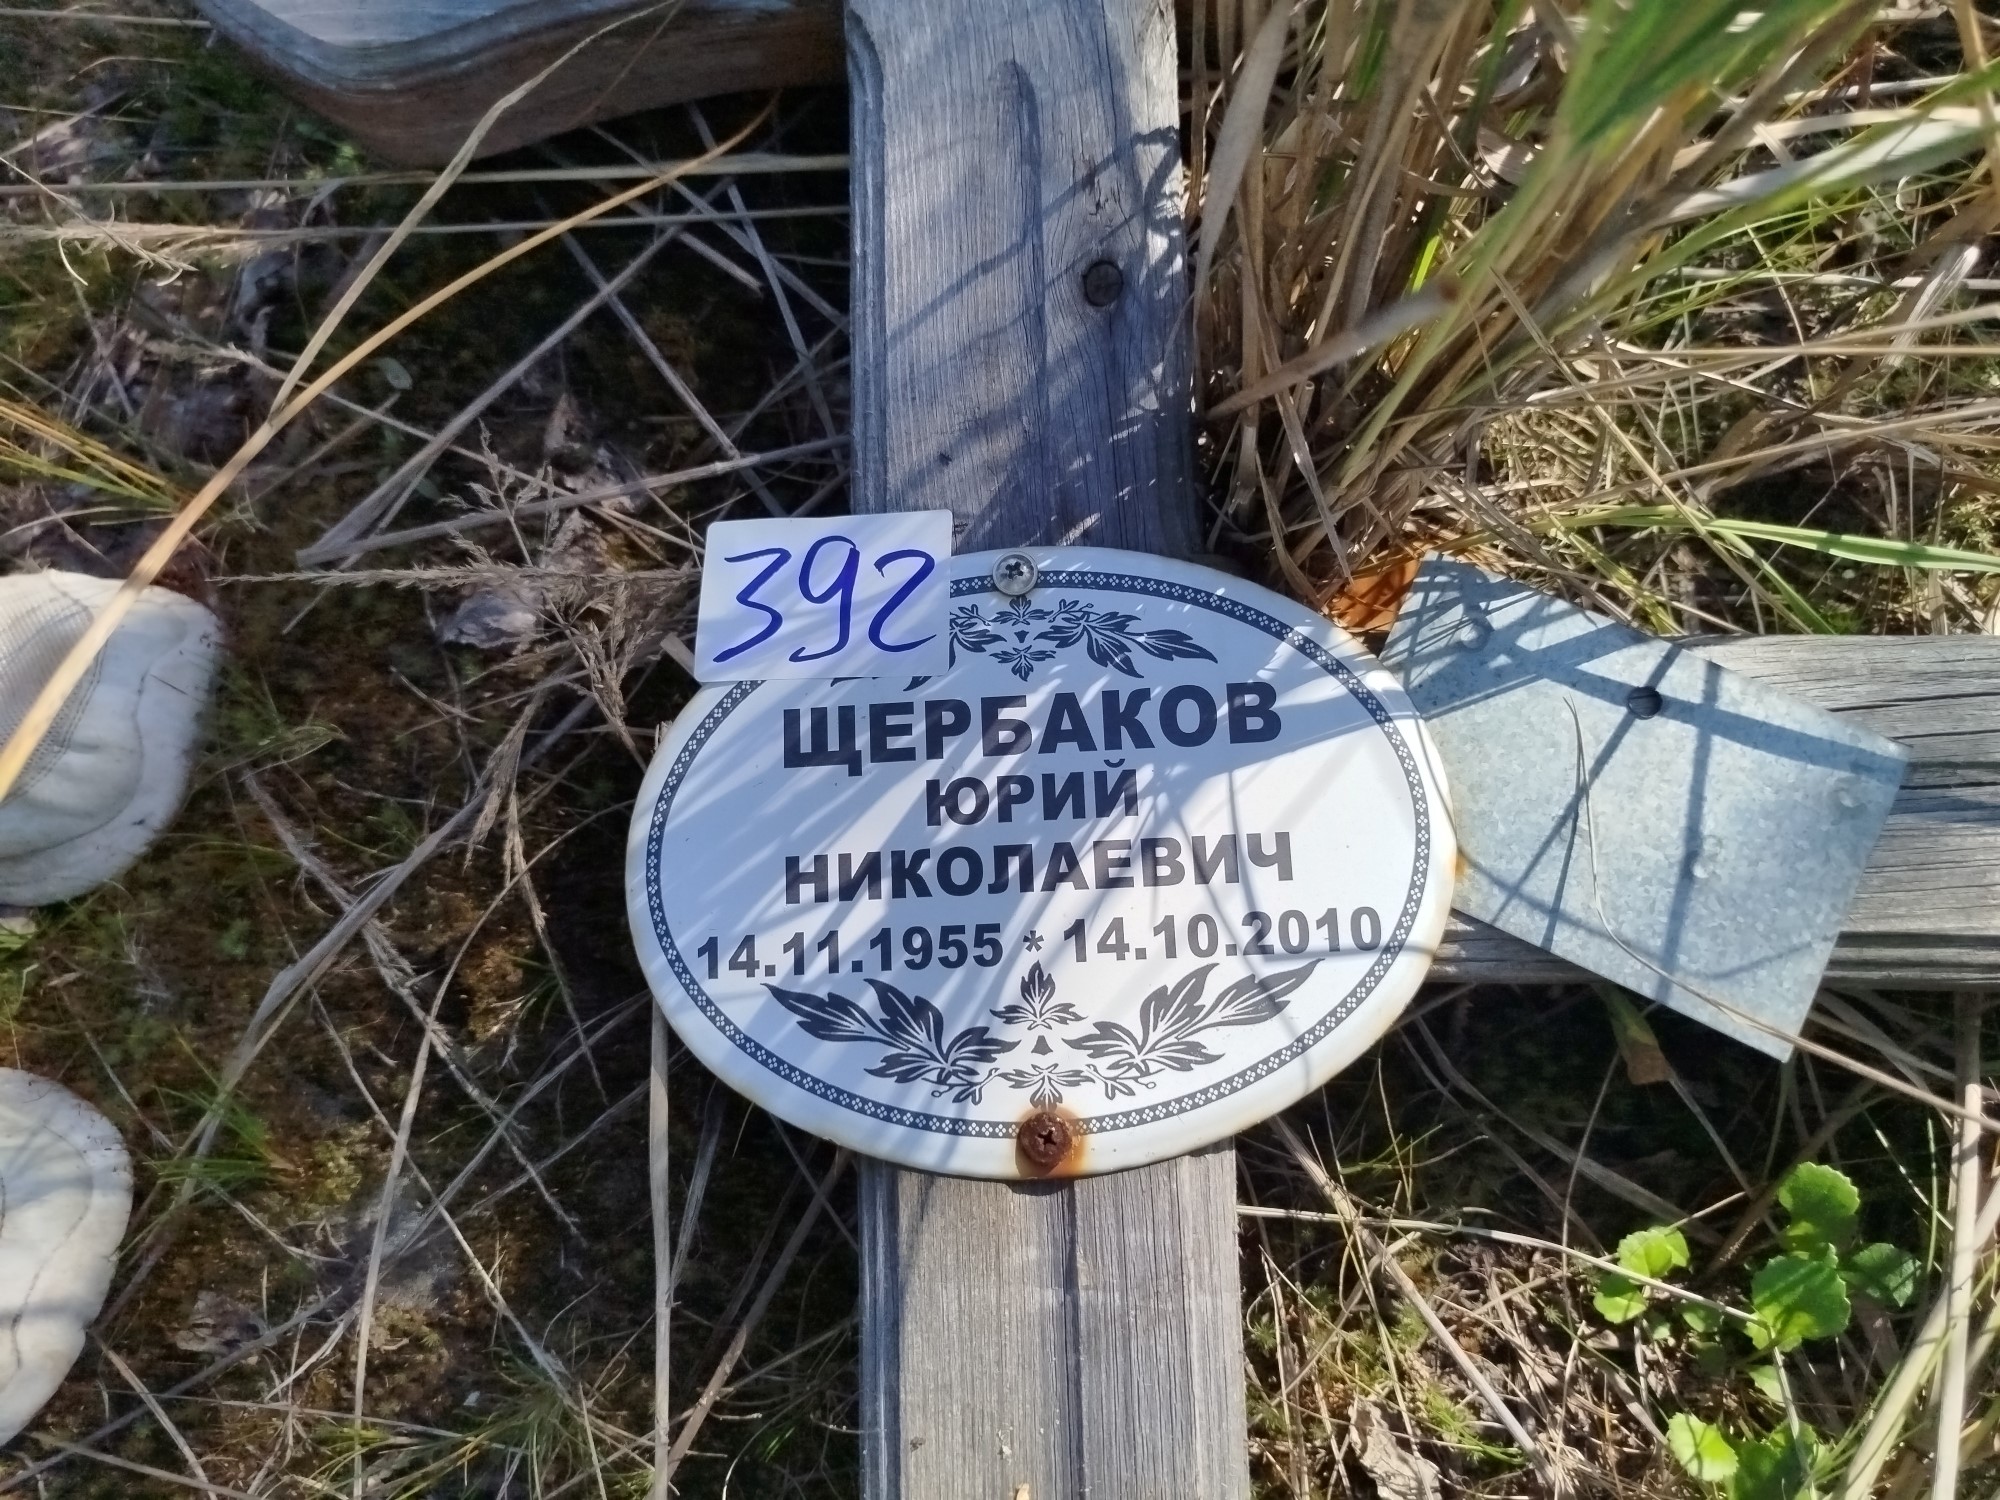 392
ЩЕРБАКОВ
ЮРИЙ
НИКОЛАЕВИЧ
14.11.1955 * 14.10.2010